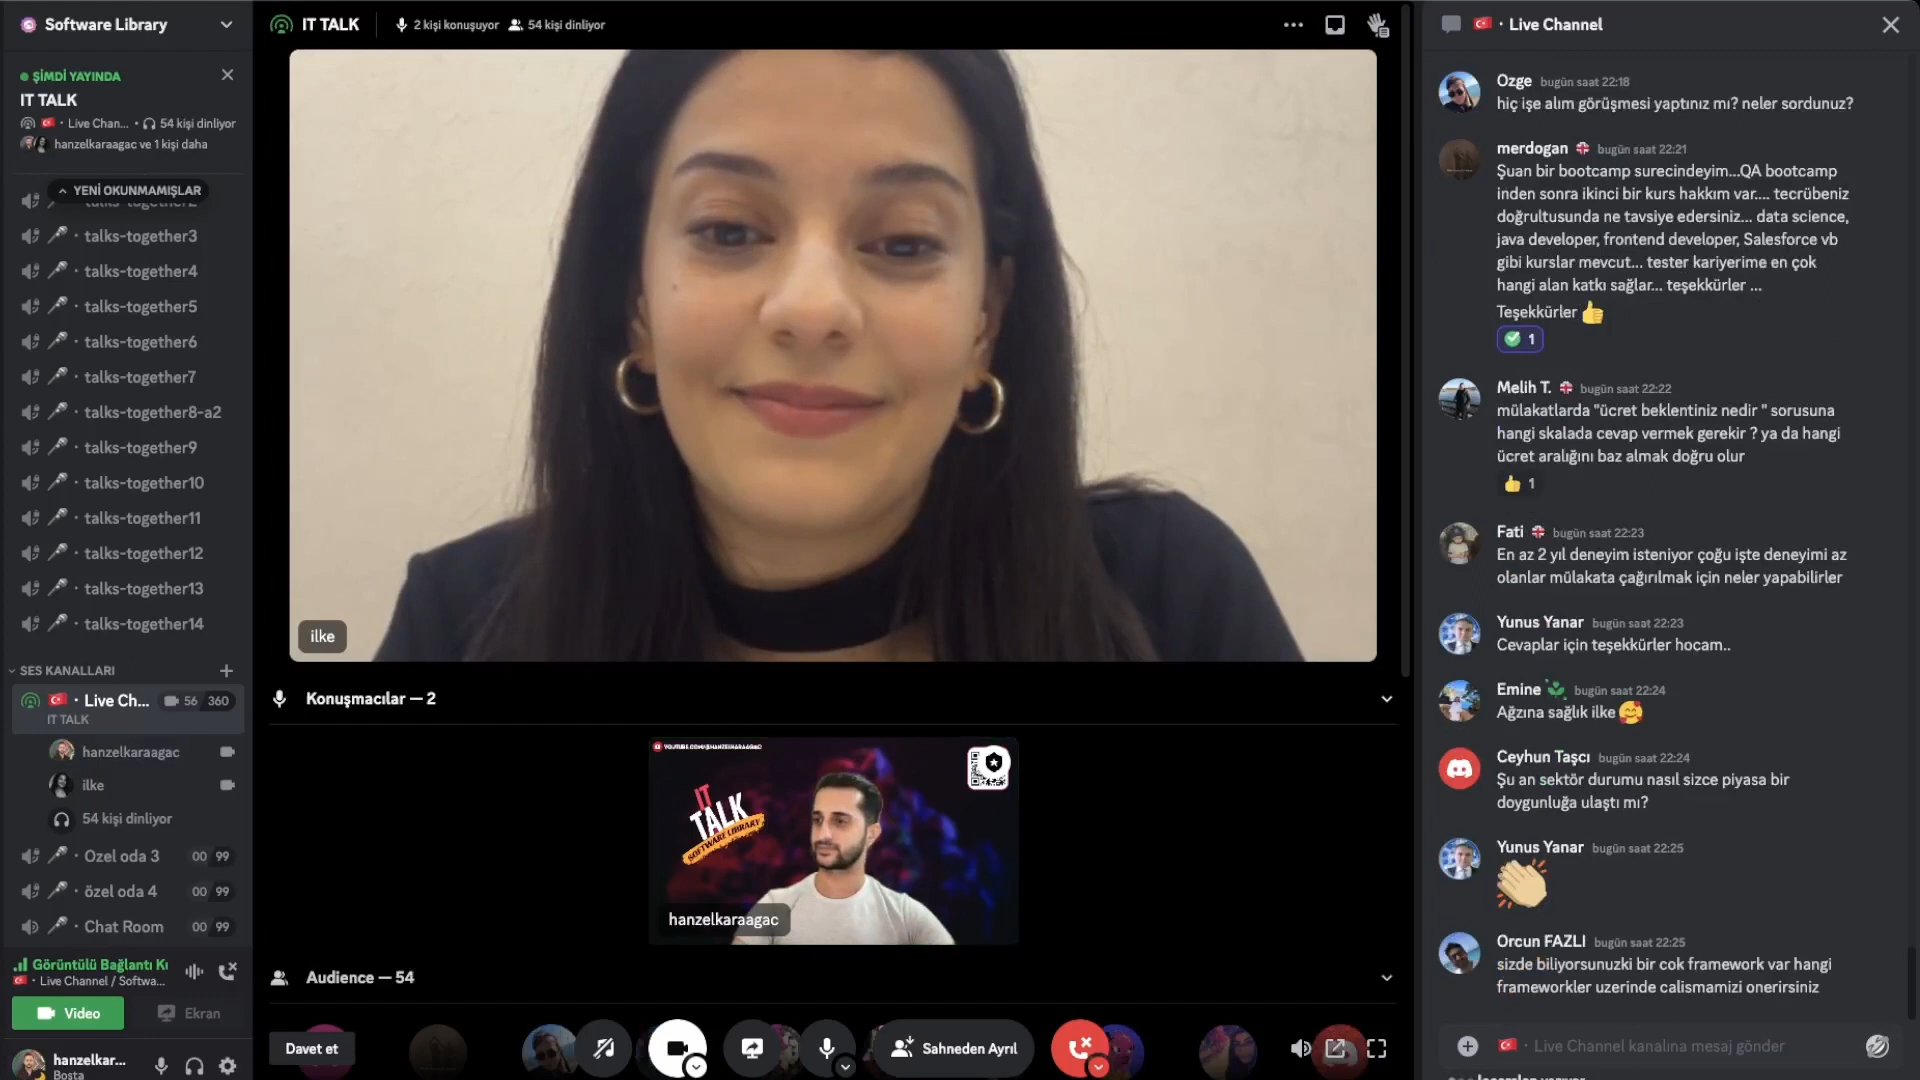 Software Library
ŞİMDİ YAYINDA
IT TALK
· Live Chan... · 54 kişi dinliyor
hanzelkaraagac ve 1 kişi daha
YENİ OKUNMAMIŞLAR
talks-together2
talks-together3
talks-together4
talks-together5
talks-together6
talks-together7
talks-together8-a2
talks-together9
talks-together10
talks-together11
talks-together12
talks-together13
talks-together14
SES KANALLARI
· Live Ch... 56 360
IT TALK
hanzelkaraagac
ilke
54 kişi dinliyor
· Ozel oda 3 00 99
· özel oda 4 00 99
· Chat Room 00 99
Görüntülü Bağlantı Kı
· Live Channel / Softwa...
Video
Ekran
hanzelkar...
Bosta
IT TALK
2 kişi konuşuyor 54 kişi dinliyor
ilke
Konuşmacılar — 2
YOUTUBE.COM/@HANZELKARAAGAC
IT
TALK
SOFTWARE LIBRARY
hanzelkaraagac
Audience — 54
Davet et
Sahneden Ayrıl
· Live Channel
Ozge bugün saat 22:18
hiç işe alım görüşmesi yaptınız mı? neler sordunuz?
merdogan bugün saat 22:21
Şuan bir bootcamp surecindeyim...QA bootcamp
inden sonra ikinci bir kurs hakkım var.... tecrübeniz
doğrultusunda ne tavsiye edersiniz... data science,
java developer, frontend developer, Salesforce vb
gibi kurslar mevcut... tester kariyerime en çok
hangi alan katkı sağlar... teşekkürler ...
Teşekkürler 👍
1
Melih T. bugün saat 22:22
mülakatlarda "ücret beklentiniz nedir " sorusuna
hangi skalada cevap vermek gerekir ? ya da hangi
ücret aralığını baz almak doğru olur
1
Fati bugün saat 22:23
En az 2 yıl deneyim isteniyor çoğu işte deneyimi az
olanlar mülakata çağırılmak için neler yapabilirler
Yunus Yanar bugün saat 22:23
Cevaplar için teşekkürler hocam..
Emine bugün saat 22:24
Ağzına sağlık ilke 🥰
Ceyhun Taşcı bugün saat 22:24
Şu an sektör durumu nasıl sizce piyasa bir
doygunluğa ulaştı mı?
Yunus Yanar bugün saat 22:25
Orcun FAZLI bugün saat 22:25
sizde biliyorsunuzki bir cok framework var hangi
frameworkler uzerinde calismamizi onerirsiniz
· Live Channel kanalına mesaj gönder